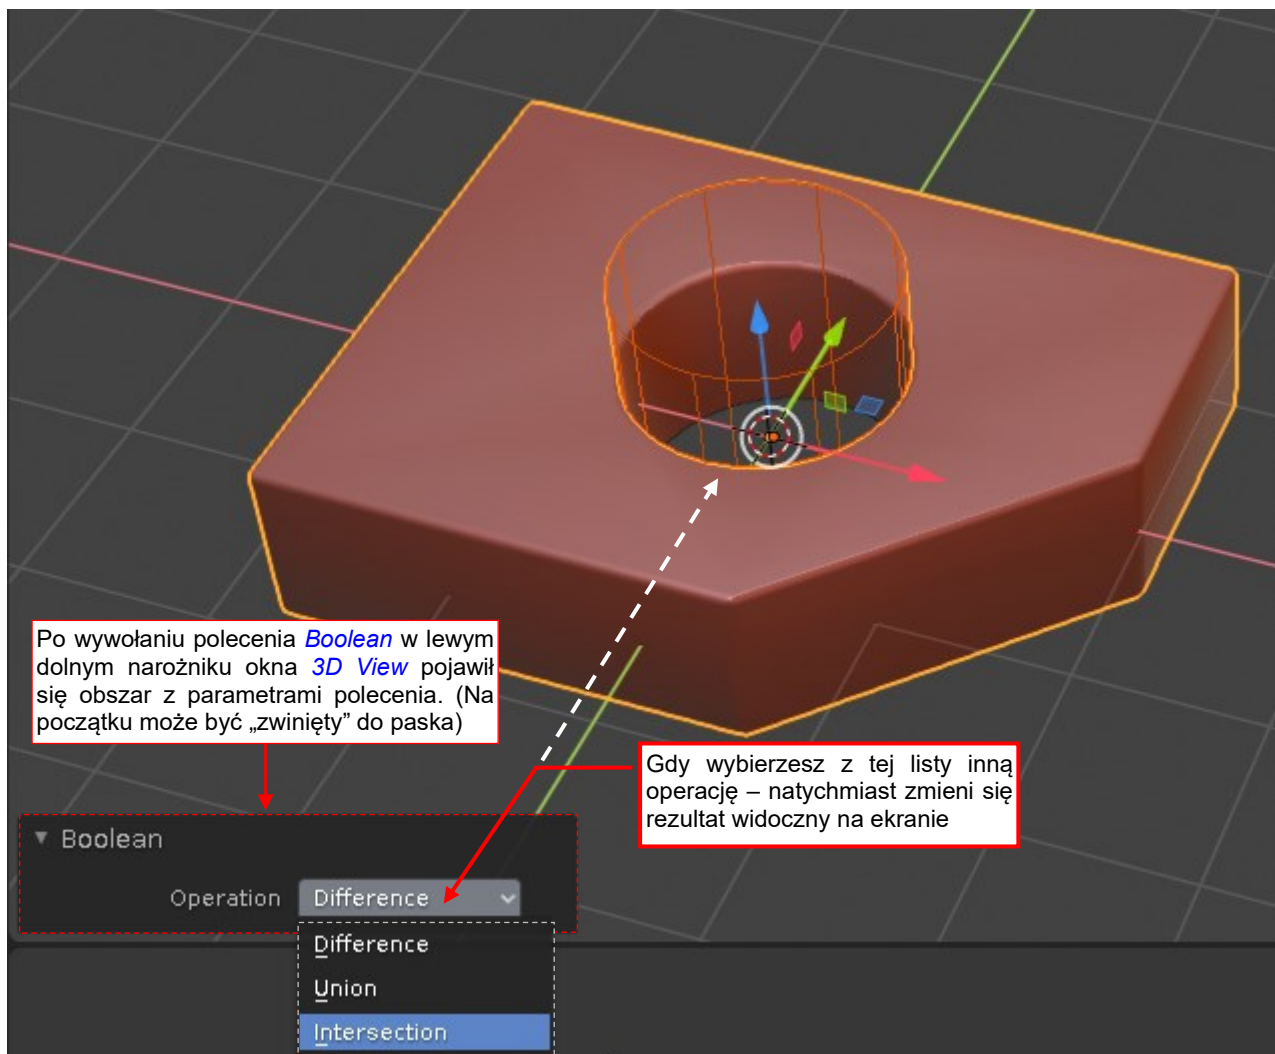 Po wywołaniu polecenia Boolean w lewym
dolnym narożniku okna 3D View pojawił
się obszar z parametrami polecenia. (Na
początku może być „zwinięty” do paska)
Gdy wybierzesz z tej listy inną
operację – natychmiast zmieni się
rezultat widoczny na ekranie
Boolean
Operation Difference
Difference
Union
Intersection